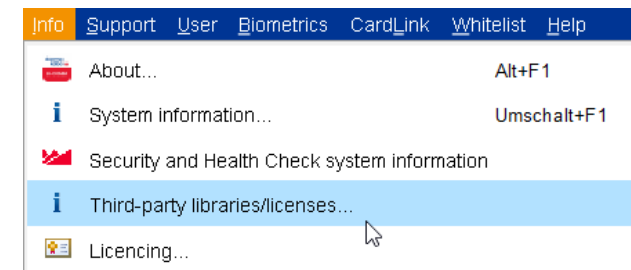 Info Support User Biometrics CardLink Whitelist Help
About... Alt+F1
System information... Umschalt+F1
Security and Health Check system information
Third-party libraries/licenses...
Licencing...